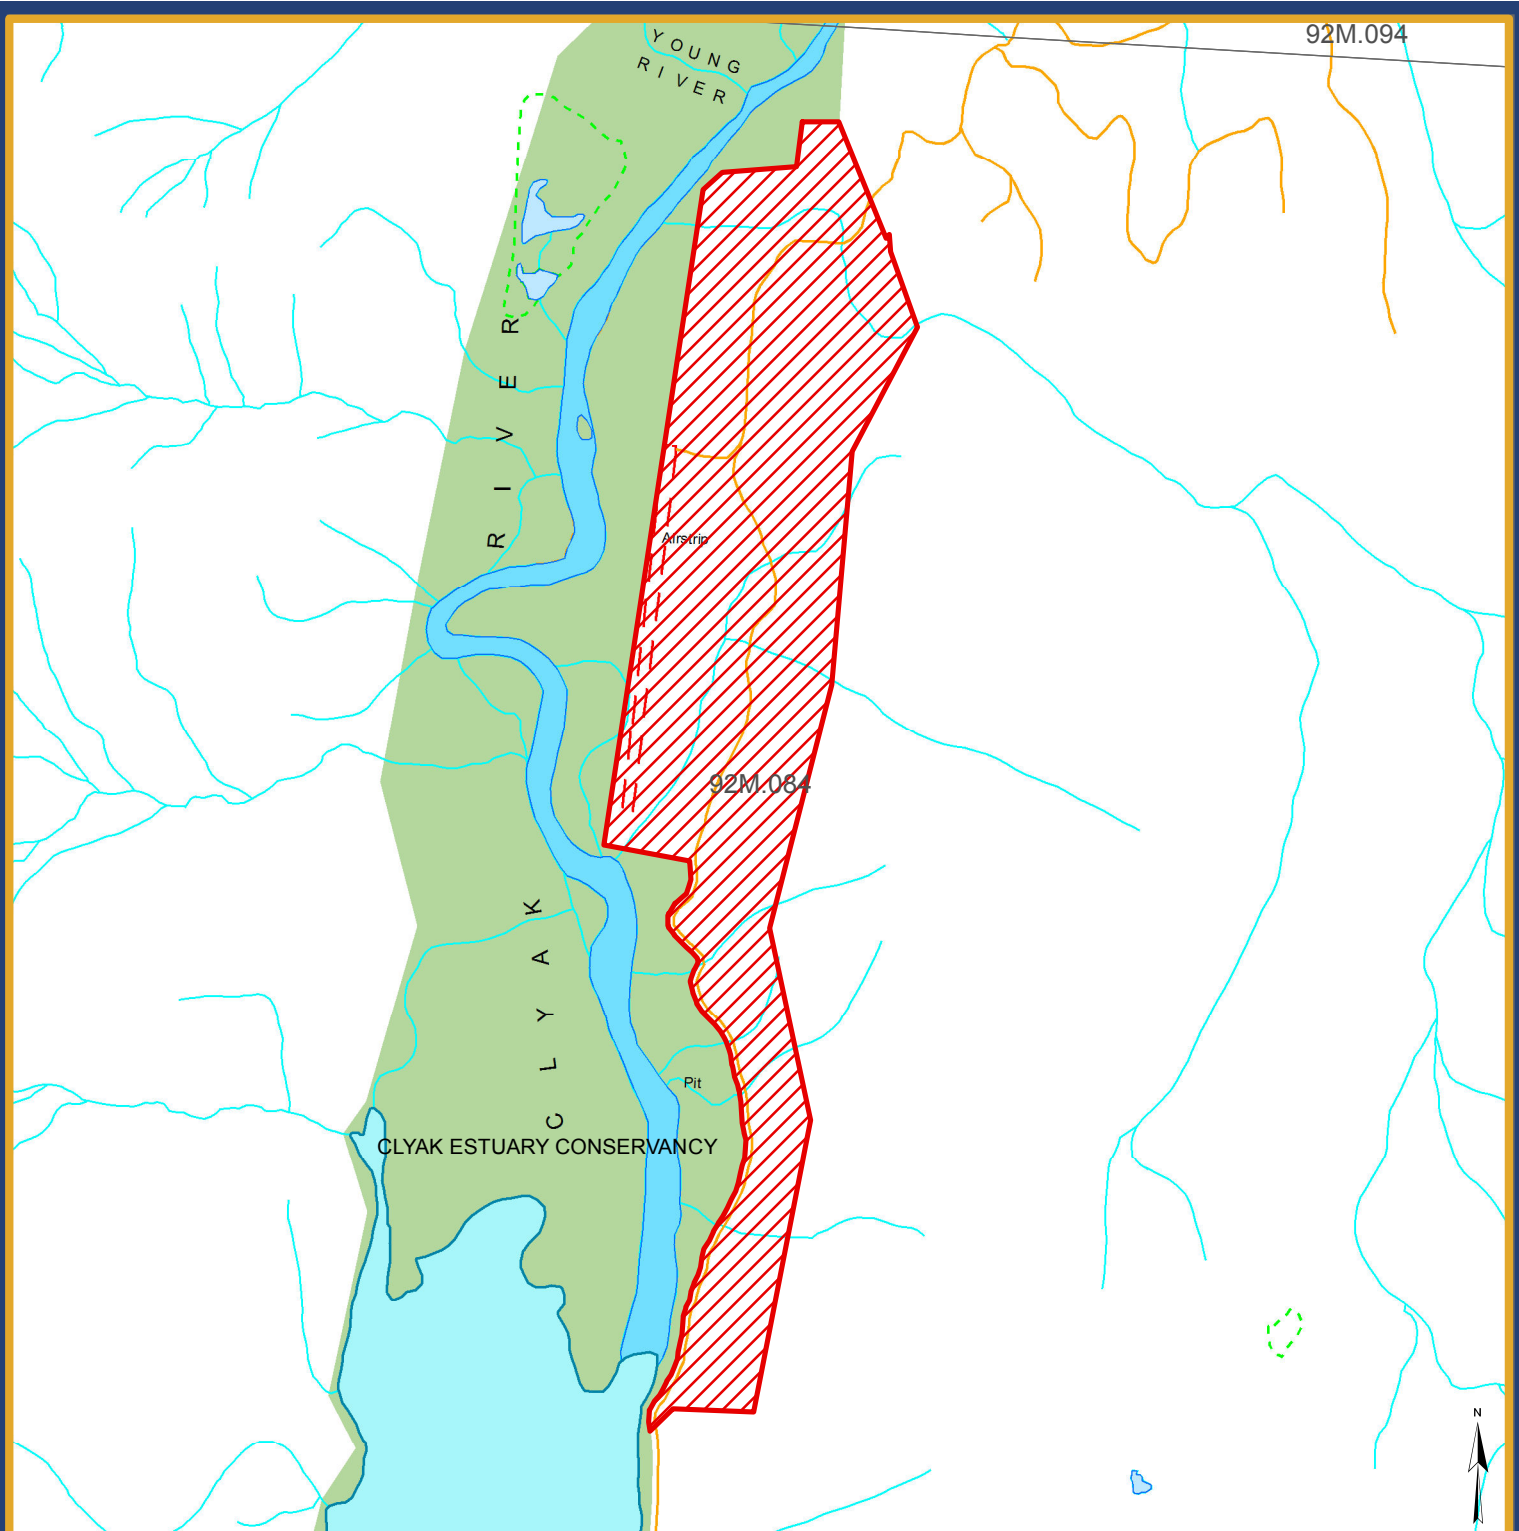 92M.094
YOUNG
RIVER
CLYAK RIVER
Airstrip
92M.084
Pit
CLYAK ESTUARY CONSERVANCY
N